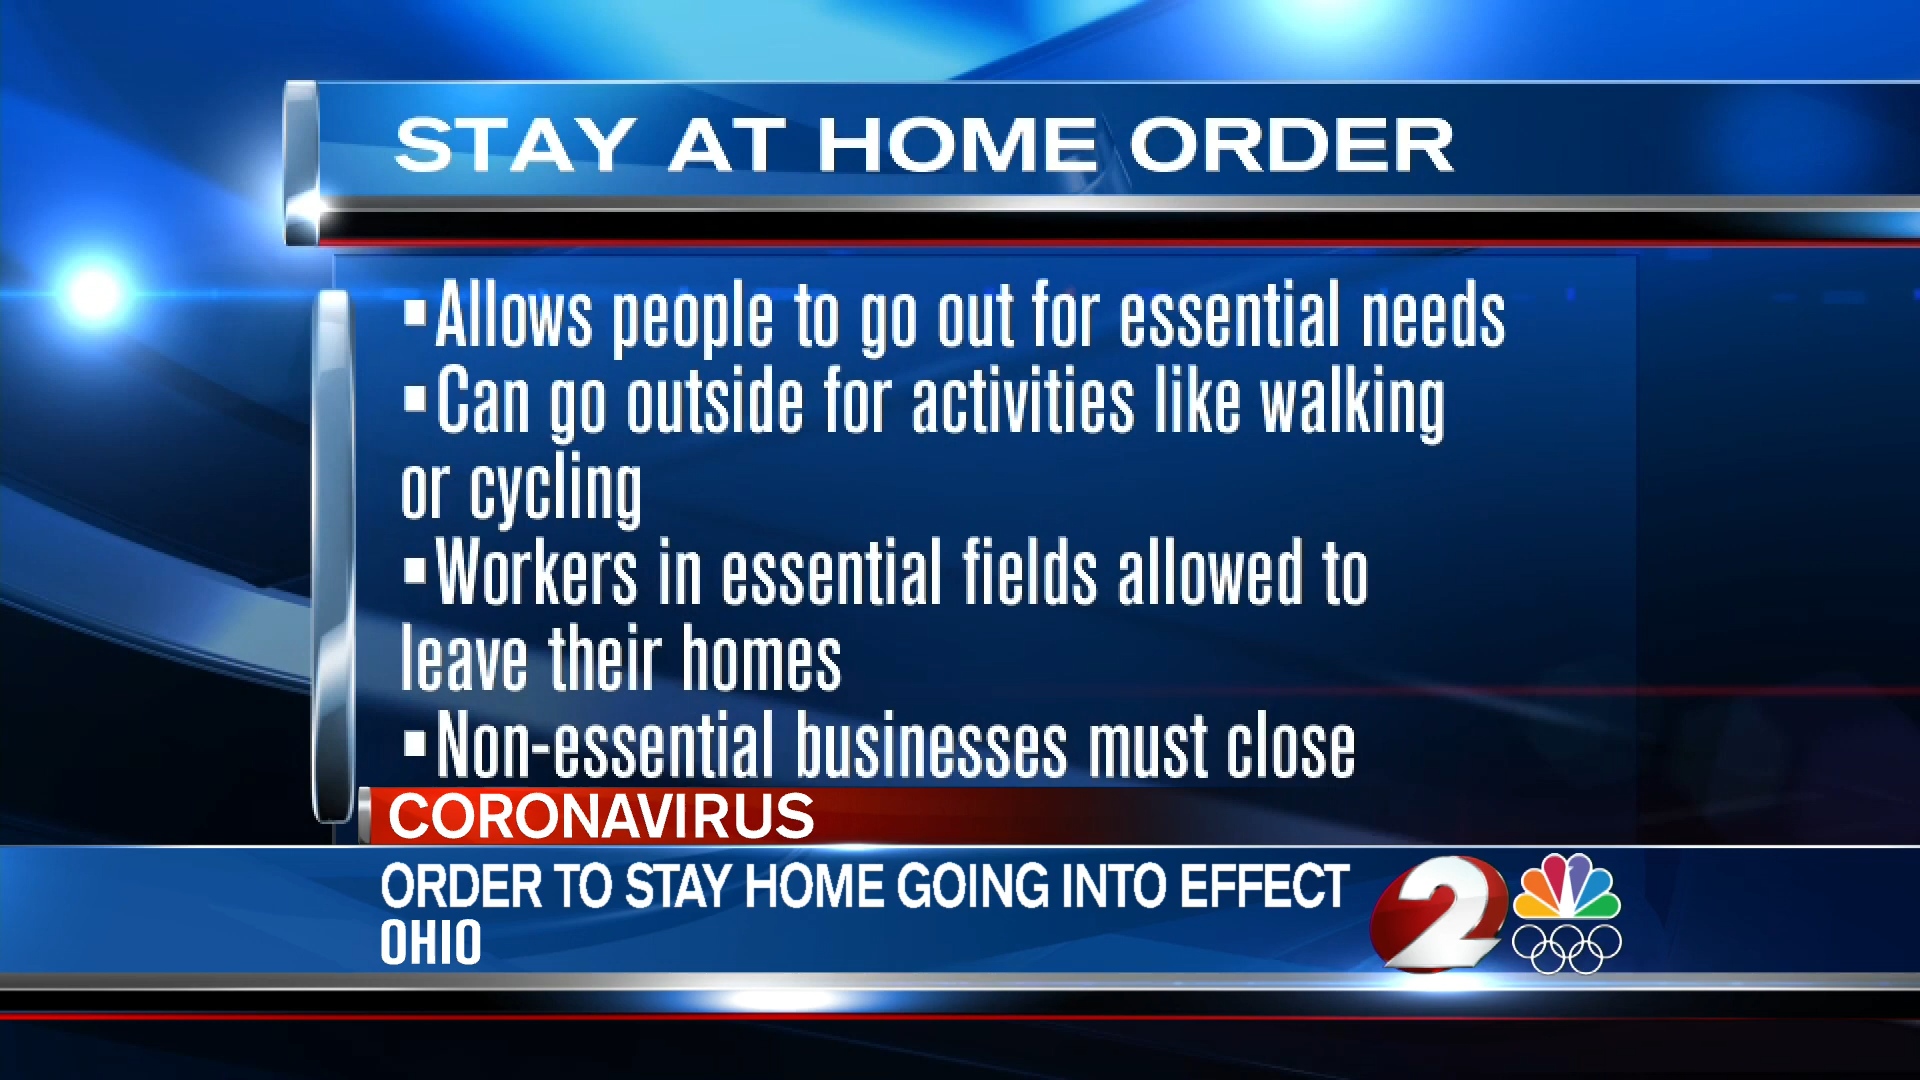 STAY AT HOME ORDER
▪Allows people to go out for essential needs
▪Can go outside for activities like walking
or cycling
▪Workers in essential fields allowed to
leave their homes
▪Non-essential businesses must close
CORONAVIRUS
ORDER TO STAY HOME GOING INTO EFFECT
OHIO
2